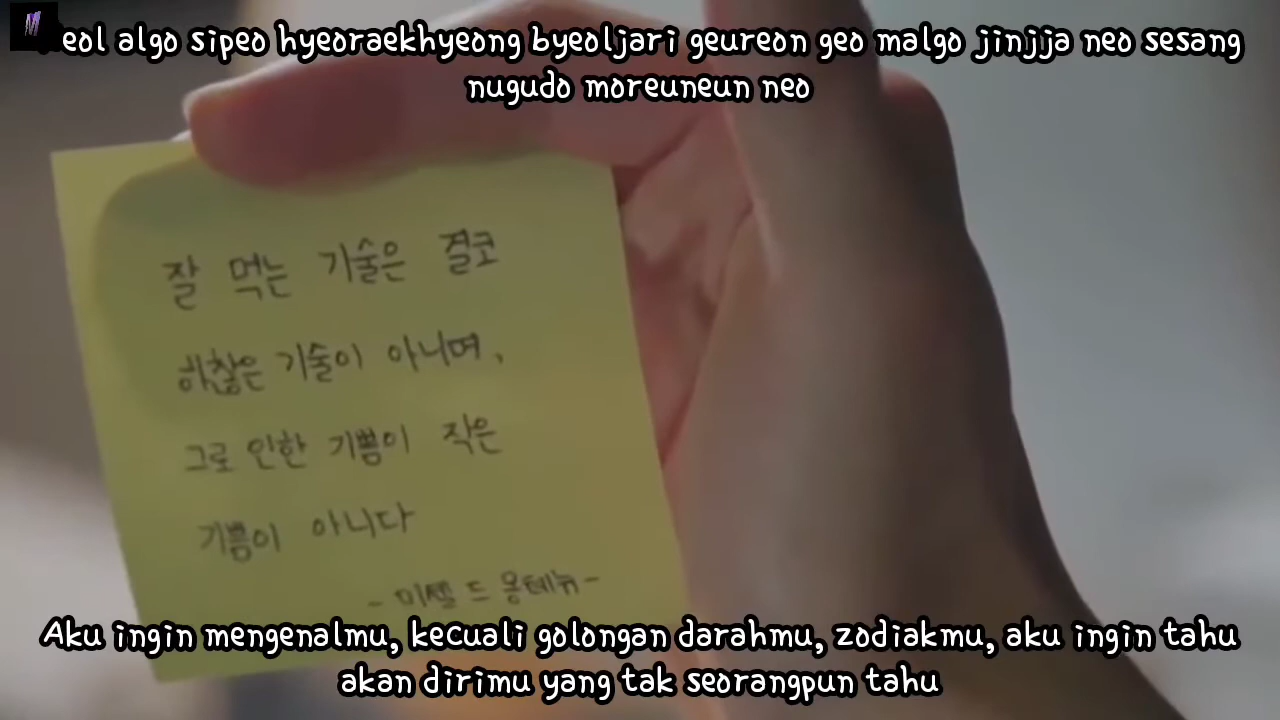 eol algo sipeo hyeoraekhyeong byeoljari geureon geo malgo jinjja neo sesang
nugudo moreuneun neo
잘 먹는 기술은 결코
하찮은 기술이 아니며,
그로 인한 기쁨이 작은
기쁨이 아니다
- 미셸 드 몽테뉴 -
Aku ingin mengenalmu, kecuali golongan darahmu, zodiakmu, aku ingin tahu
akan dirimu yang tak seorangpun tahu